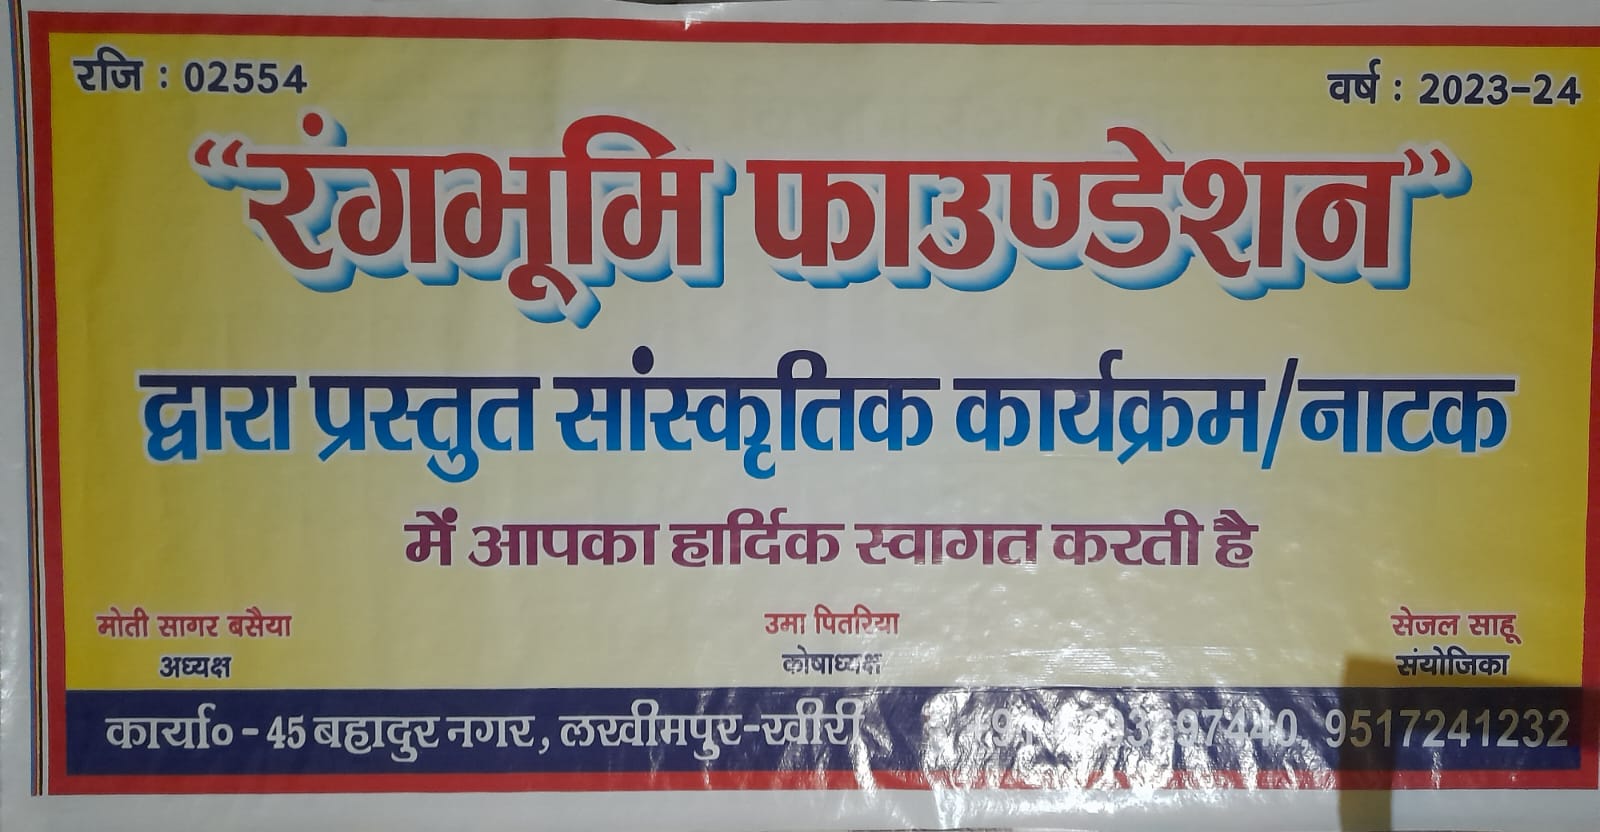 रजि : 02554
वर्ष : 2023-24
“रंगभूमि फाउण्डेशन”
द्वारा प्रस्तुत सांस्कृतिक कार्यक्रम/नाटक
में आपका हार्दिक स्वागत करती है
मोती सागर बसैया
अध्यक्ष
उमा पितरिया
कोषाध्यक्ष
सेजल साहू
संयोजिका
कार्या० - 45 बहादुर नगर, लखीमपुर-खीरी 9517241232